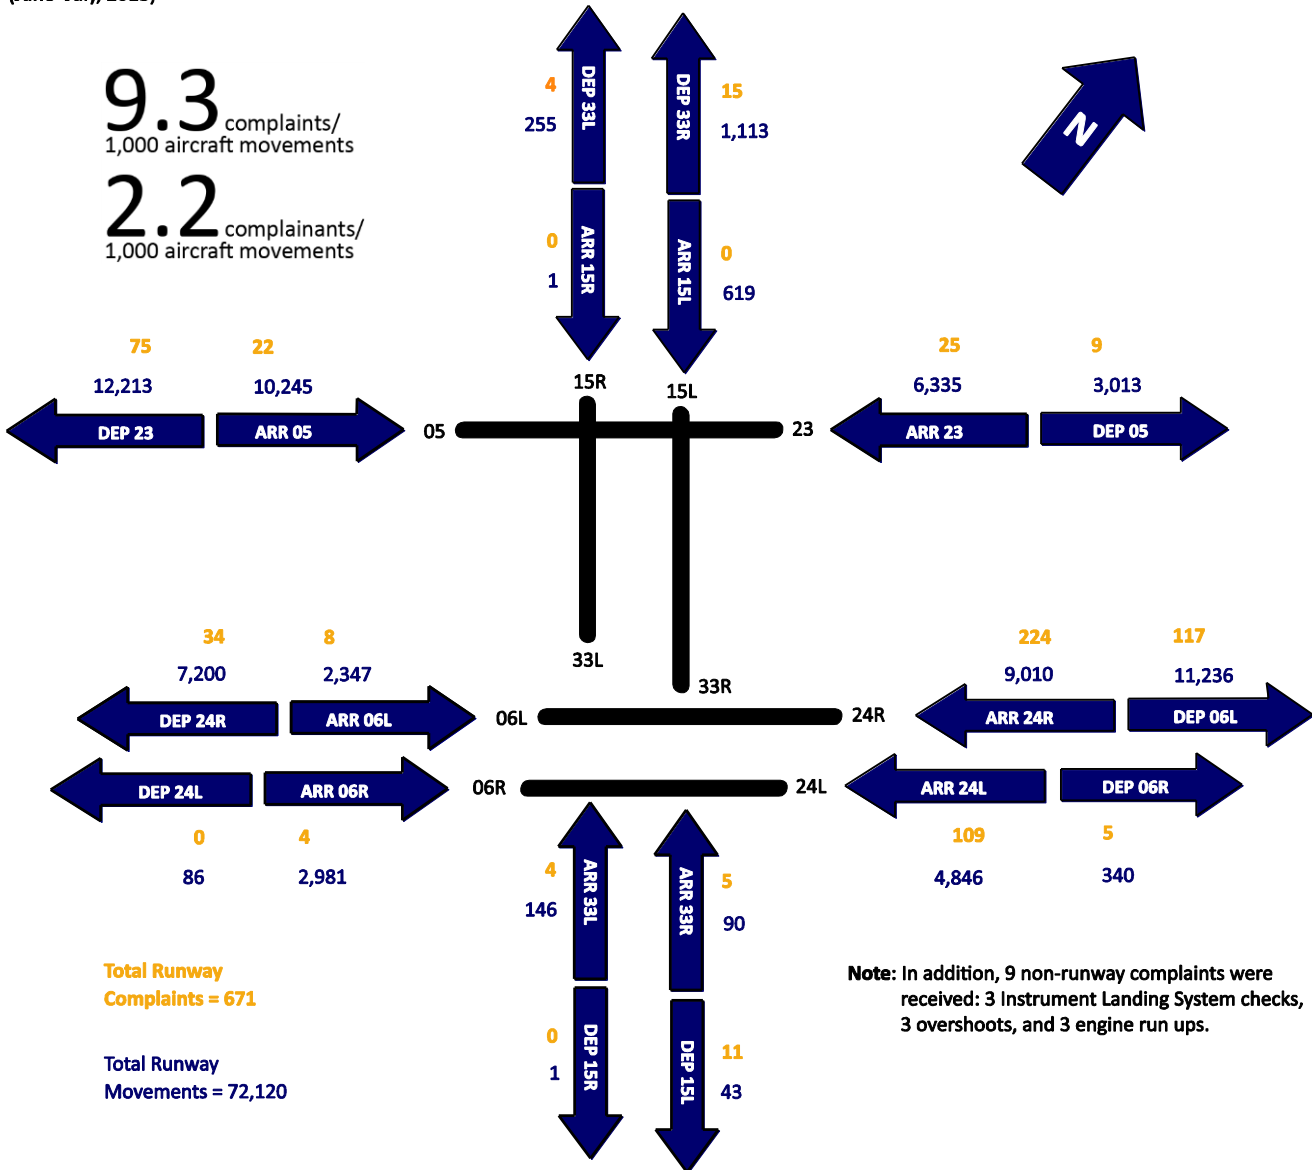 9.3 complaints/
1,000 aircraft movements
2.2 complainants/
1,000 aircraft movements
4
255
DEP 33L
DEP 33R
15
1,113
N
0
1
ARR 15R
ARR 15L
0
619
75
12,213
22
10,245
DEP 23
ARR 05
15R
15L
05
23
25
6,335
9
3,013
ARR 23
DEP 05
34
7,200
8
2,347
DEP 24R
ARR 06L
33L
33R
06L
24R
224
9,010
117
11,236
ARR 24R
DEP 06L
DEP 24L
ARR 06R
06R
24L
ARR 24L
DEP 06R
0
86
4
2,981
109
4,846
5
340
4
146
ARR 33L
ARR 33R
5
90
Total Runway
Complaints = 671
Total Runway
Movements = 72,120
0
1
DEP 15R
DEP 15L
11
43
Note: In addition, 9 non-runway complaints were
received: 3 Instrument Landing System checks,
3 overshoots, and 3 engine run ups.